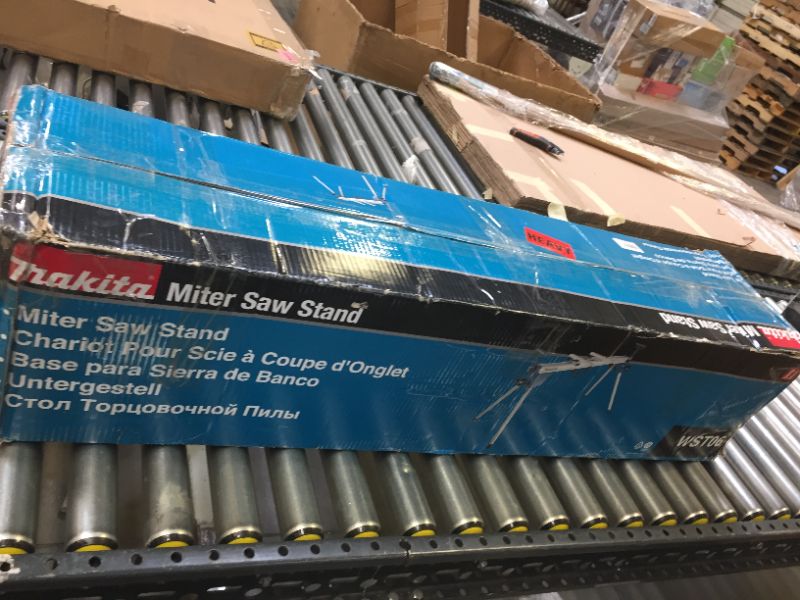 makita Miter Saw Stand
Miter Saw Stand
Chariot Pour Scie à Coupe d'Onglet
Base para Sierra de Banco
Untergestell
Стол Торцовочной Пилы
HEAVY
Miter Saw Stand
makita
WST06